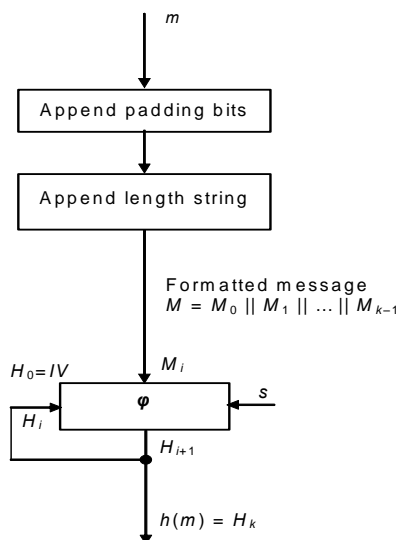 m
Append padding bits
Append length string
Formatted message
M = M₀ || M₁ || ... || Mₖ₋₁
H₀=IV
Mᵢ
φ
s
Hᵢ
Hᵢ₊₁
h(m) = Hₖ